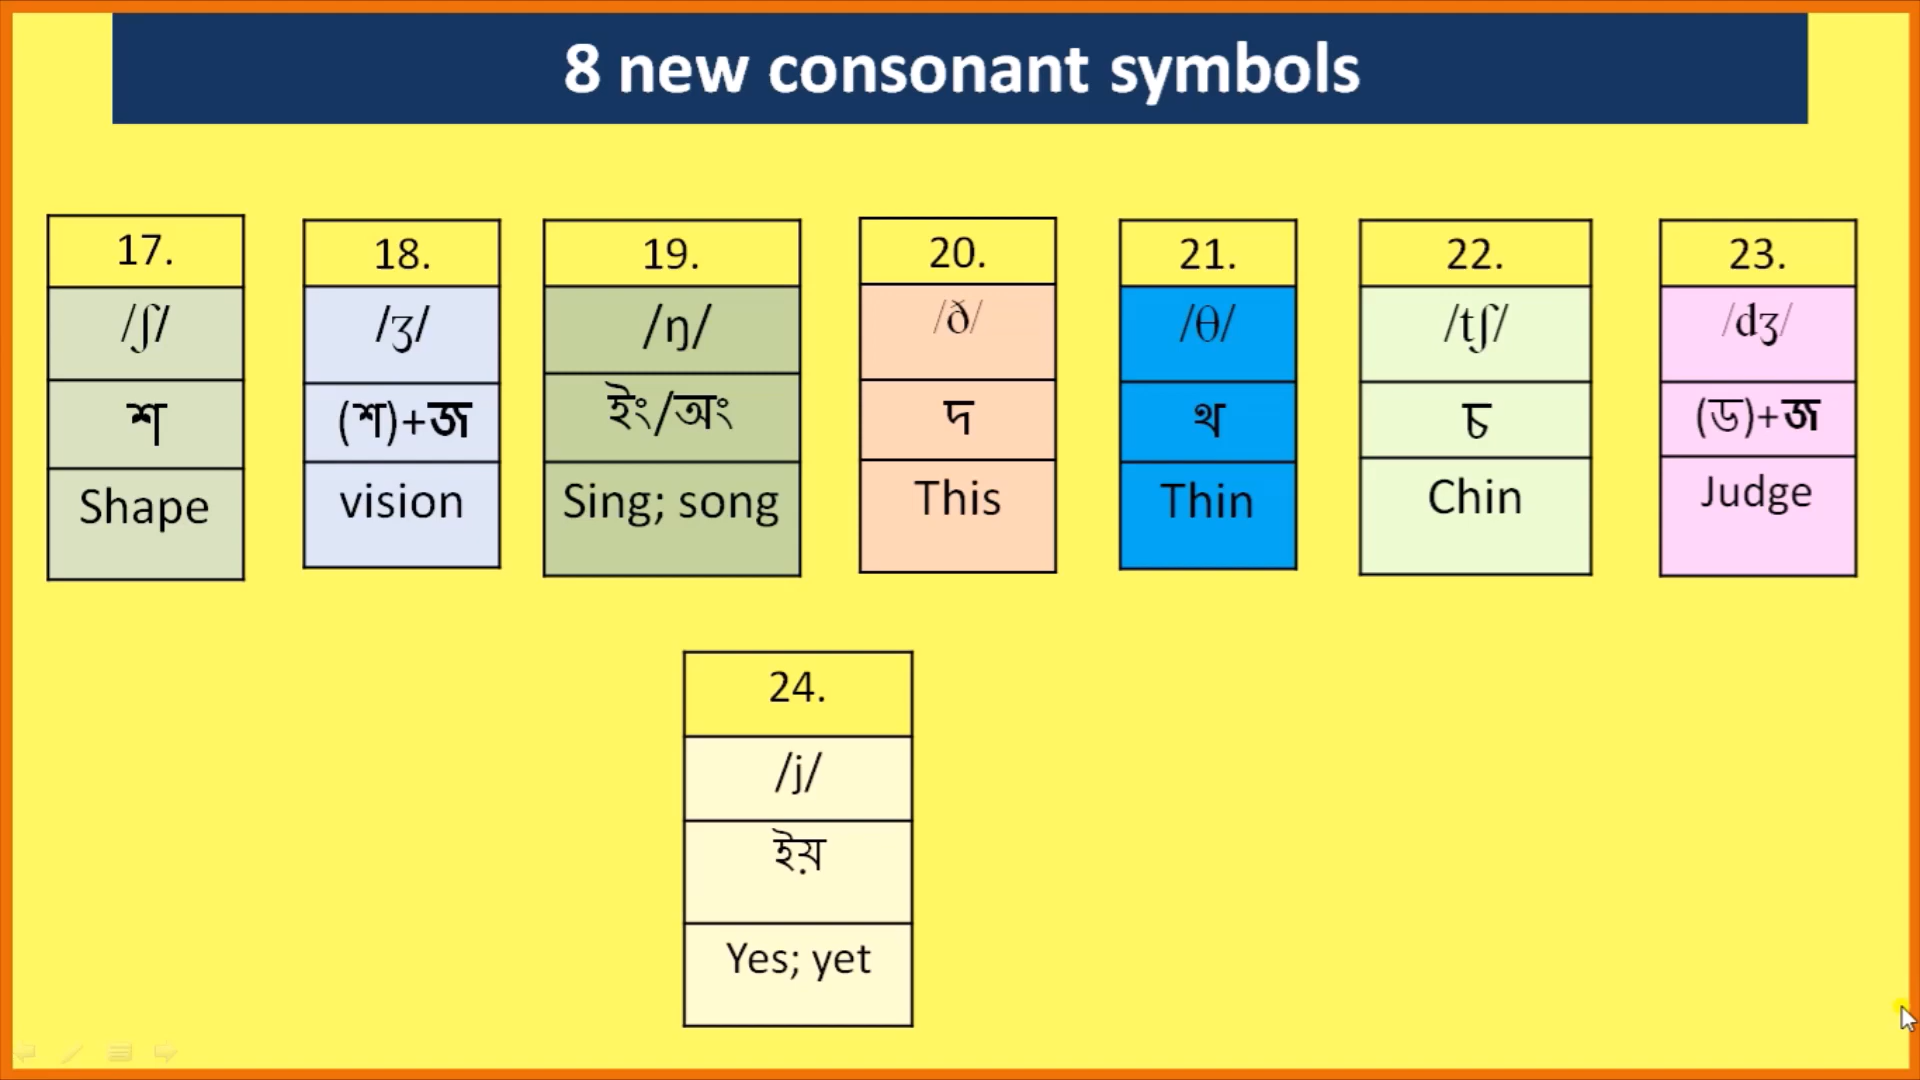 8 new consonant symbols
17.
/ʃ/
শ
Shape
18.
/ʒ/
(শ)+জ
vision
19.
/ŋ/
ইং/অং
Sing; song
20.
/ð/
দ
This
21.
/θ/
থ
Thin
22.
/tʃ/
চ
Chin
23.
/dʒ/
(ড)+জ
Judge
24.
/j/
ইয়
Yes; yet